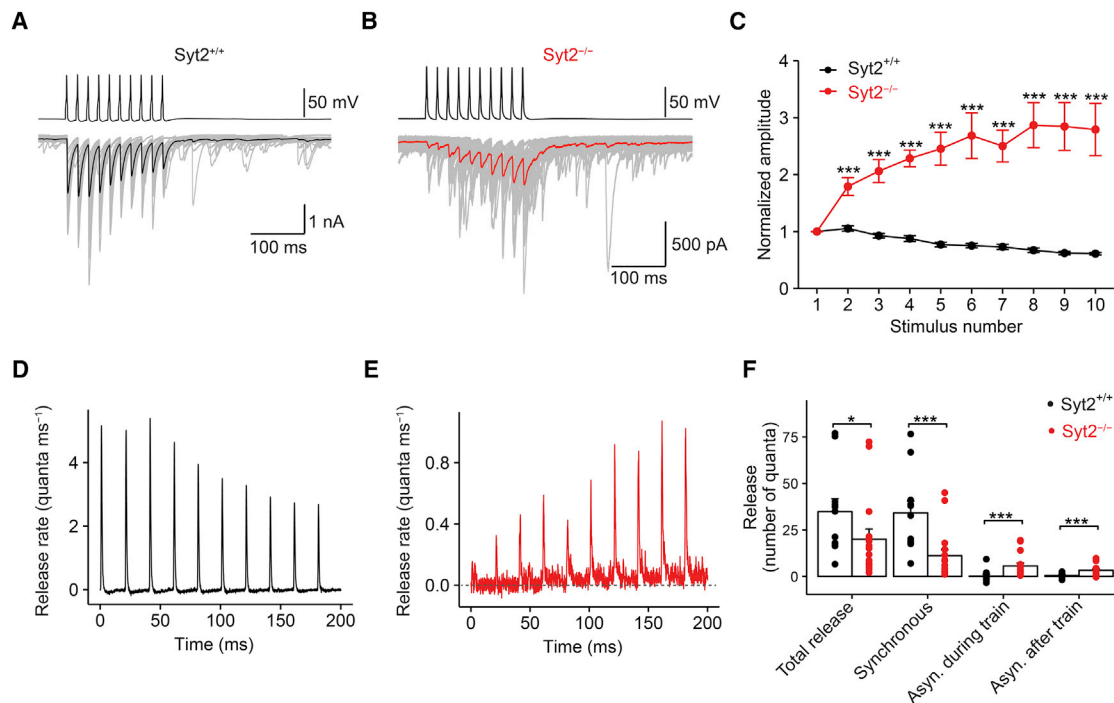 A
Syt2+/+
50 mV
1 nA
100 ms
B
Syt2−/−
50 mV
500 pA
100 ms
C
Normalized amplitude
4
3
2
1
0
Syt2+/+
Syt2−/−
*** *** *** *** *** *** *** *** ***
1 2 3 4 5 6 7 8 9 10
Stimulus number
D
Release rate (quanta ms−1)
4
2
0
0 50 100 150 200
Time (ms)
E
Release rate (quanta ms−1)
0.8
0.4
0.0
0 50 100 150 200
Time (ms)
F
Syt2+/+
Syt2−/−
Release
(number of quanta)
75
50
25
0
* *** *** ***
Total release
Synchronous
Asyn. during train
Asyn. after train